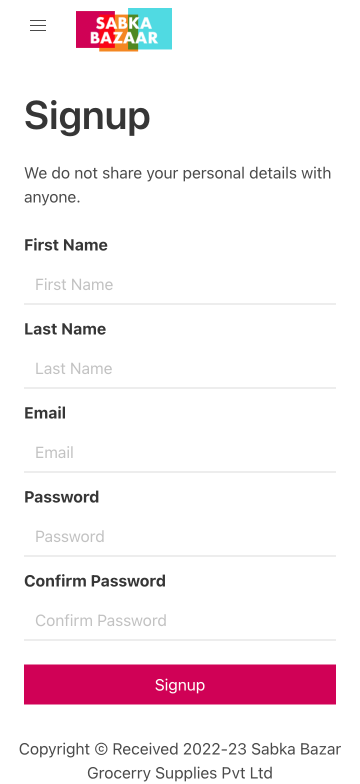 SABKA
BAZAAR
Signup
We do not share your personal details with
anyone.
First Name
First Name
Last Name
Last Name
Email
Email
Password
Password
Confirm Password
Confirm Password
Signup
Copyright © Received 2022-23 Sabka Bazar
Grocerry Supplies Pvt Ltd